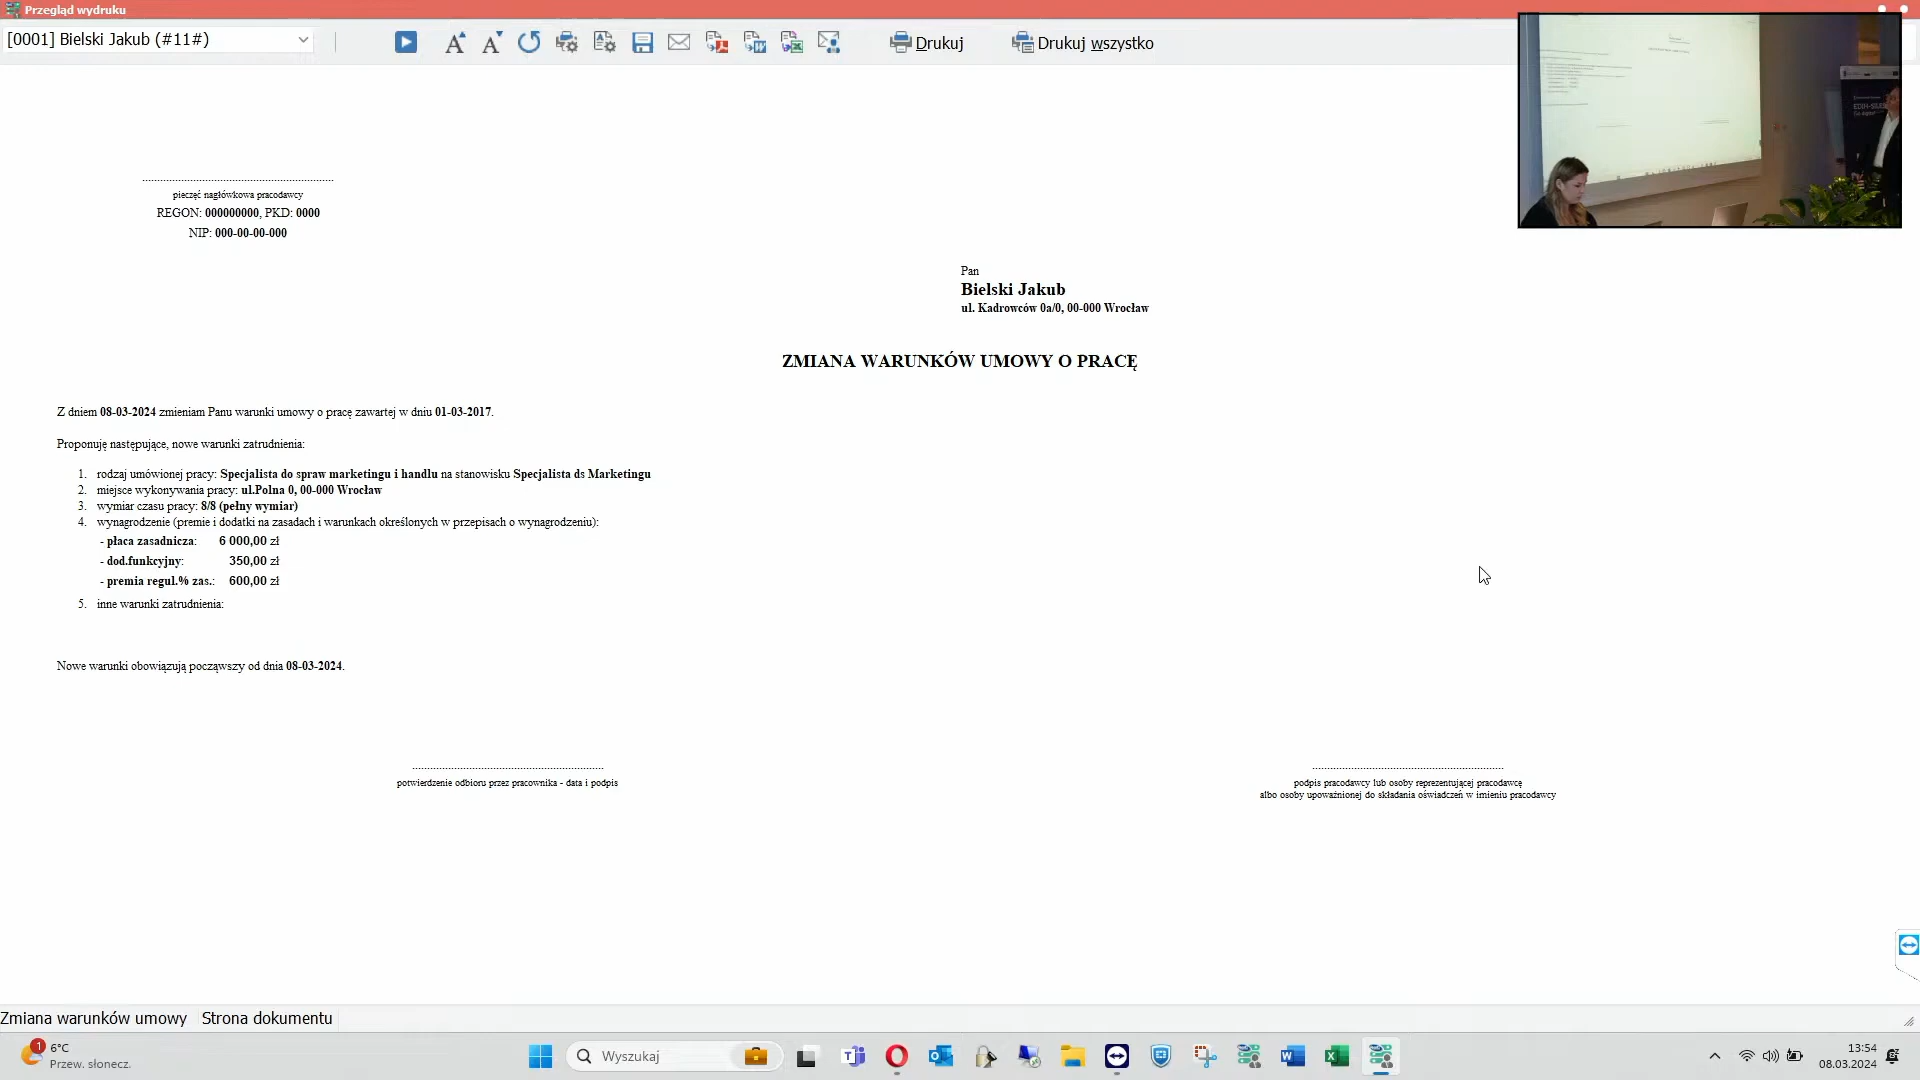 Przegląd wydruku
[0001] Bielski Jakub (#11#)
Drukuj
Drukuj wszystko
pieczęć nagłówkowa pracodawcy
REGON: 000000000, PKD: 0000
NIP: 000-00-00-000
Pan
Bielski Jakub
ul. Kadrowców 0a/0, 00-000 Wrocław
ZMIANA WARUNKÓW UMOWY O PRACĘ
Z dniem 08-03-2024 zmieniam Panu warunki umowy o pracę zawartej w dniu 01-03-2017.
Proponuję następujące, nowe warunki zatrudnienia:
1. rodzaj umówionej pracy: Specjalista do spraw marketingu i handlu na stanowisku Specjalista ds Marketingu
2. miejsce wykonywania pracy: ul.Polna 0, 00-000 Wrocław
3. wymiar czasu pracy: 8/8 (pełny wymiar)
4. wynagrodzenie (premie i dodatki na zasadach i warunkach określonych w przepisach o wynagrodzeniu):
- płaca zasadnicza: 6 000,00 zł
- dod.funkcyjny: 350,00 zł
- premia regul.% zas.: 600,00 zł
5. inne warunki zatrudnienia:
Nowe warunki obowiązują począwszy od dnia 08-03-2024.
potwierdzenie odbioru przez pracownika - data i podpis
podpis pracodawcy lub osoby reprezentującej pracodawcę
albo osoby upoważnionej do składania oświadczeń w imieniu pracodawcy
Zmiana warunków umowy
Strona dokumentu
1
6°C
Przew. słonecz.
Wyszukaj
13:54
08.03.2024